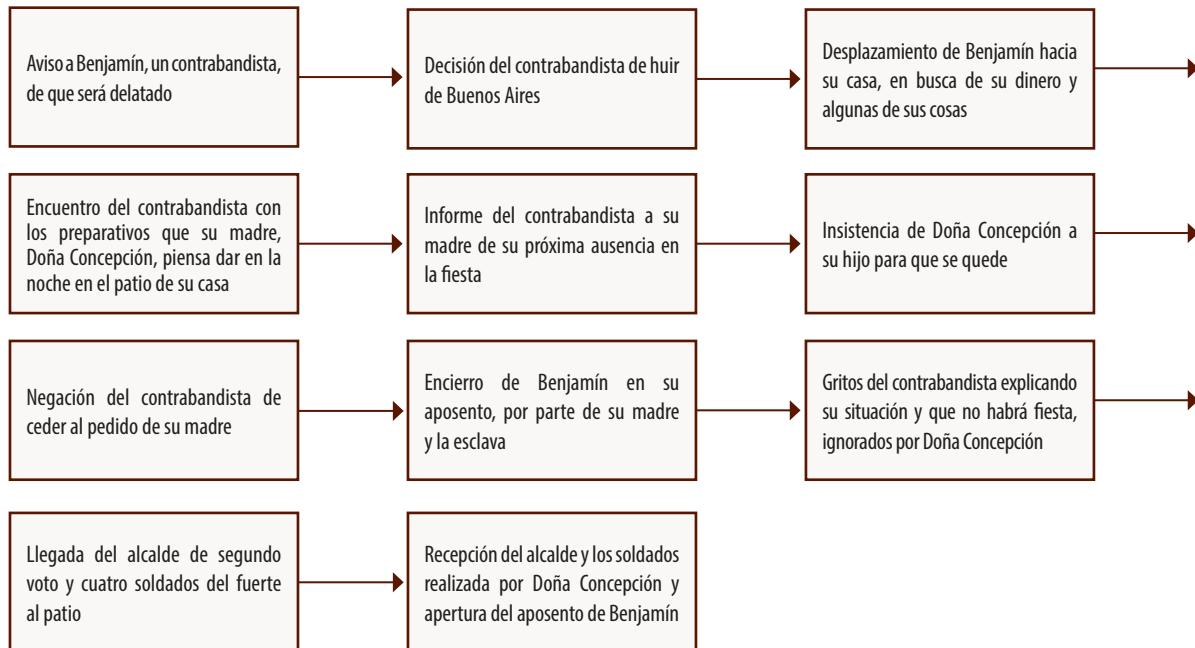 Aviso a Benjamín, un contrabandista,
de que será delatado
Decisión del contrabandista de huir
de Buenos Aires
Desplazamiento de Benjamín hacia
su casa, en busca de su dinero y
algunas de sus cosas
Encuentro del contrabandista con
los preparativos que su madre,
Doña Concepción, piensa dar en la
noche en el patio de su casa
Informe del contrabandista a su
madre de su próxima ausencia en
la fiesta
Insistencia de Doña Concepción a
su hijo para que se quede
Negación del contrabandista de
ceder al pedido de su madre
Encierro de Benjamín en su
aposento, por parte de su madre
y la esclava
Gritos del contrabandista explicando
su situación y que no habrá fiesta,
ignorados por Doña Concepción
Llegada del alcalde de segundo
voto y cuatro soldados del fuerte
al patio
Recepción del alcalde y los soldados
realizada por Doña Concepción y
apertura del aposento de Benjamín